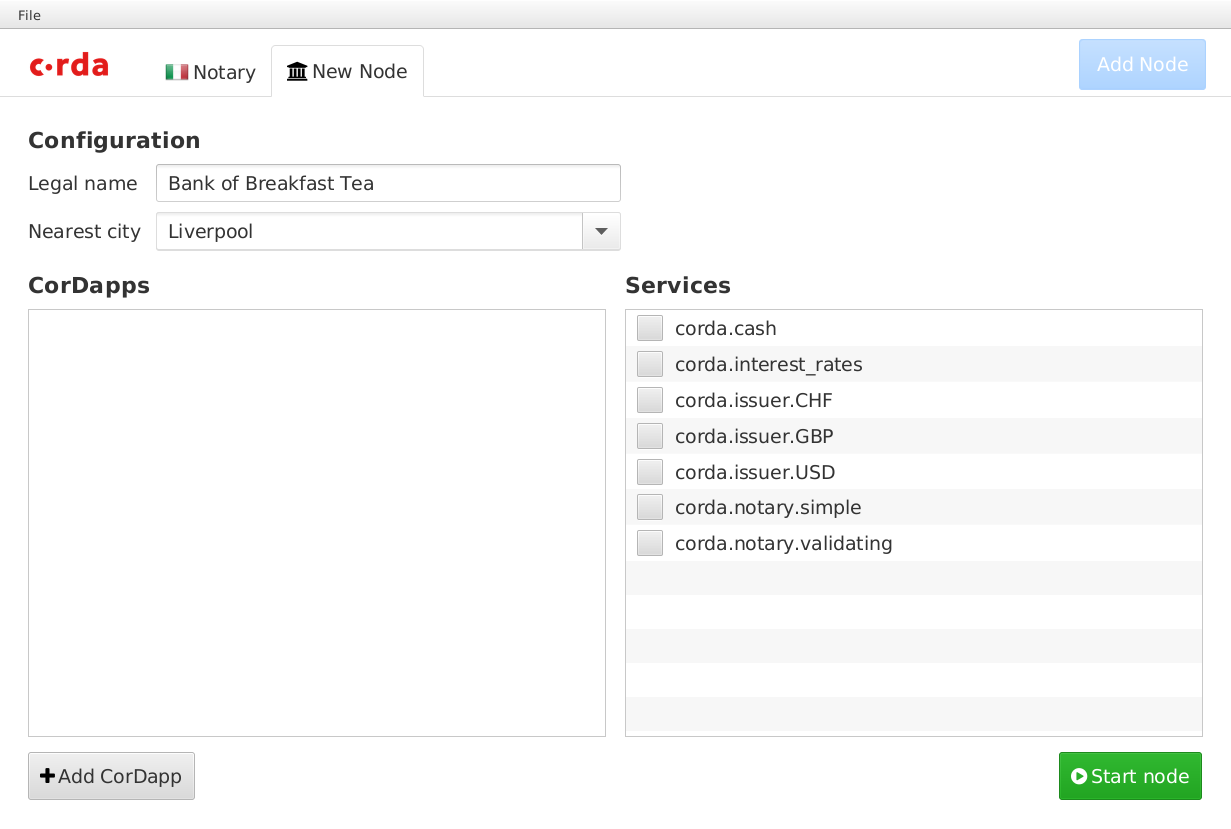 File
c·rda
Notary
New Node
Add Node
Configuration
Legal name
Bank of Breakfast Tea
Nearest city
Liverpool
CorDapps
Services
corda.cash
corda.interest_rates
corda.issuer.CHF
corda.issuer.GBP
corda.issuer.USD
corda.notary.simple
corda.notary.validating
Add CorDapp
Start node